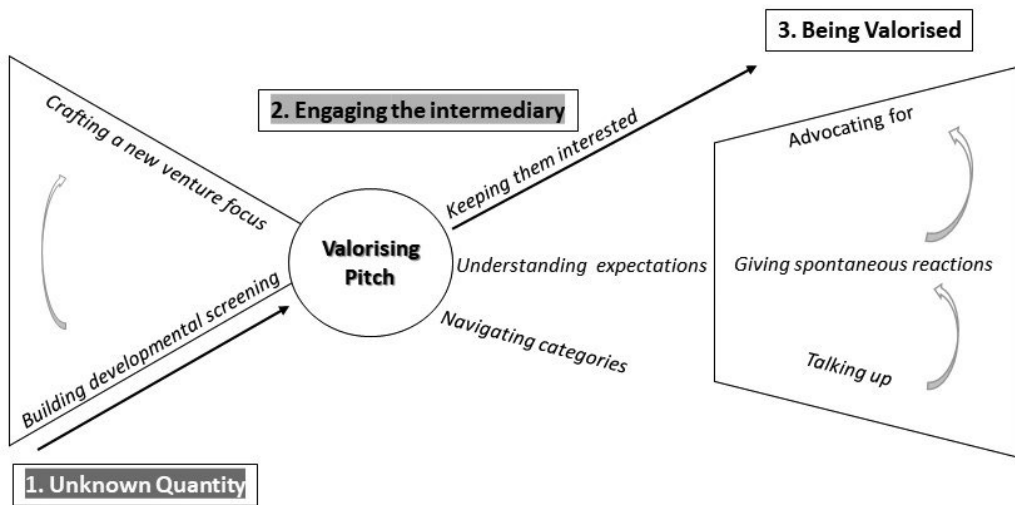 3. Being Valorised
2. Engaging the intermediary
Crafting a new venture focus
Keeping them interested
Advocating for
Valorising
Pitch
Understanding expectations
Giving spontaneous reactions
Building developmental screening
Navigating categories
Talking up
1. Unknown Quantity